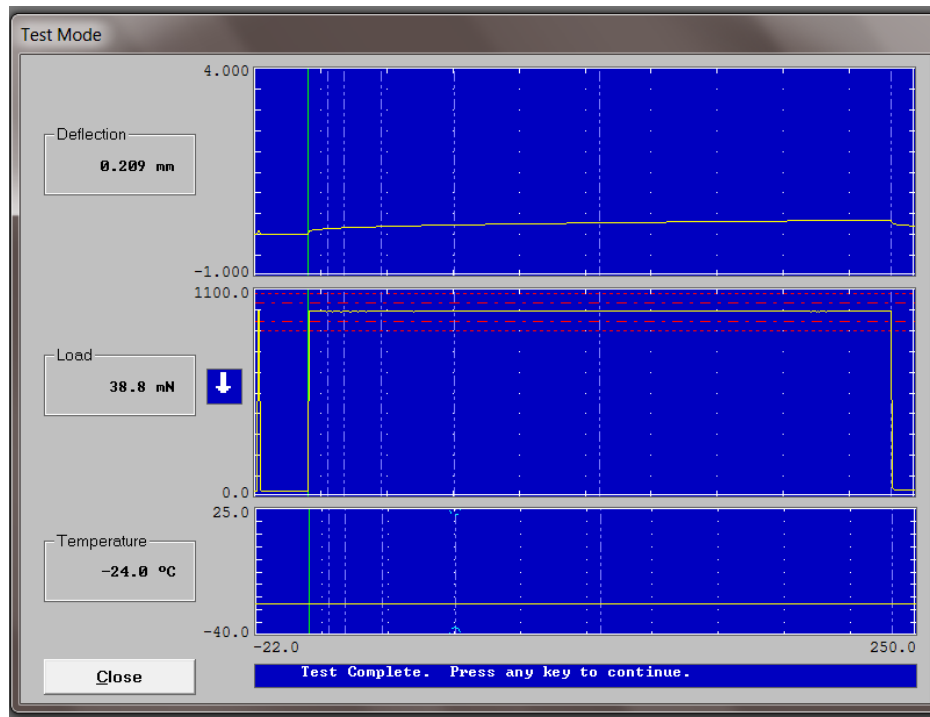 Test Mode
4.000
Deflection
0.209 mm
-1.000
1100.0
Load
38.8 mN
0.0
25.0
Temperature
-24.0 ºC
-40.0
-22.0
250.0
Close
Test Complete. Press any key to continue.